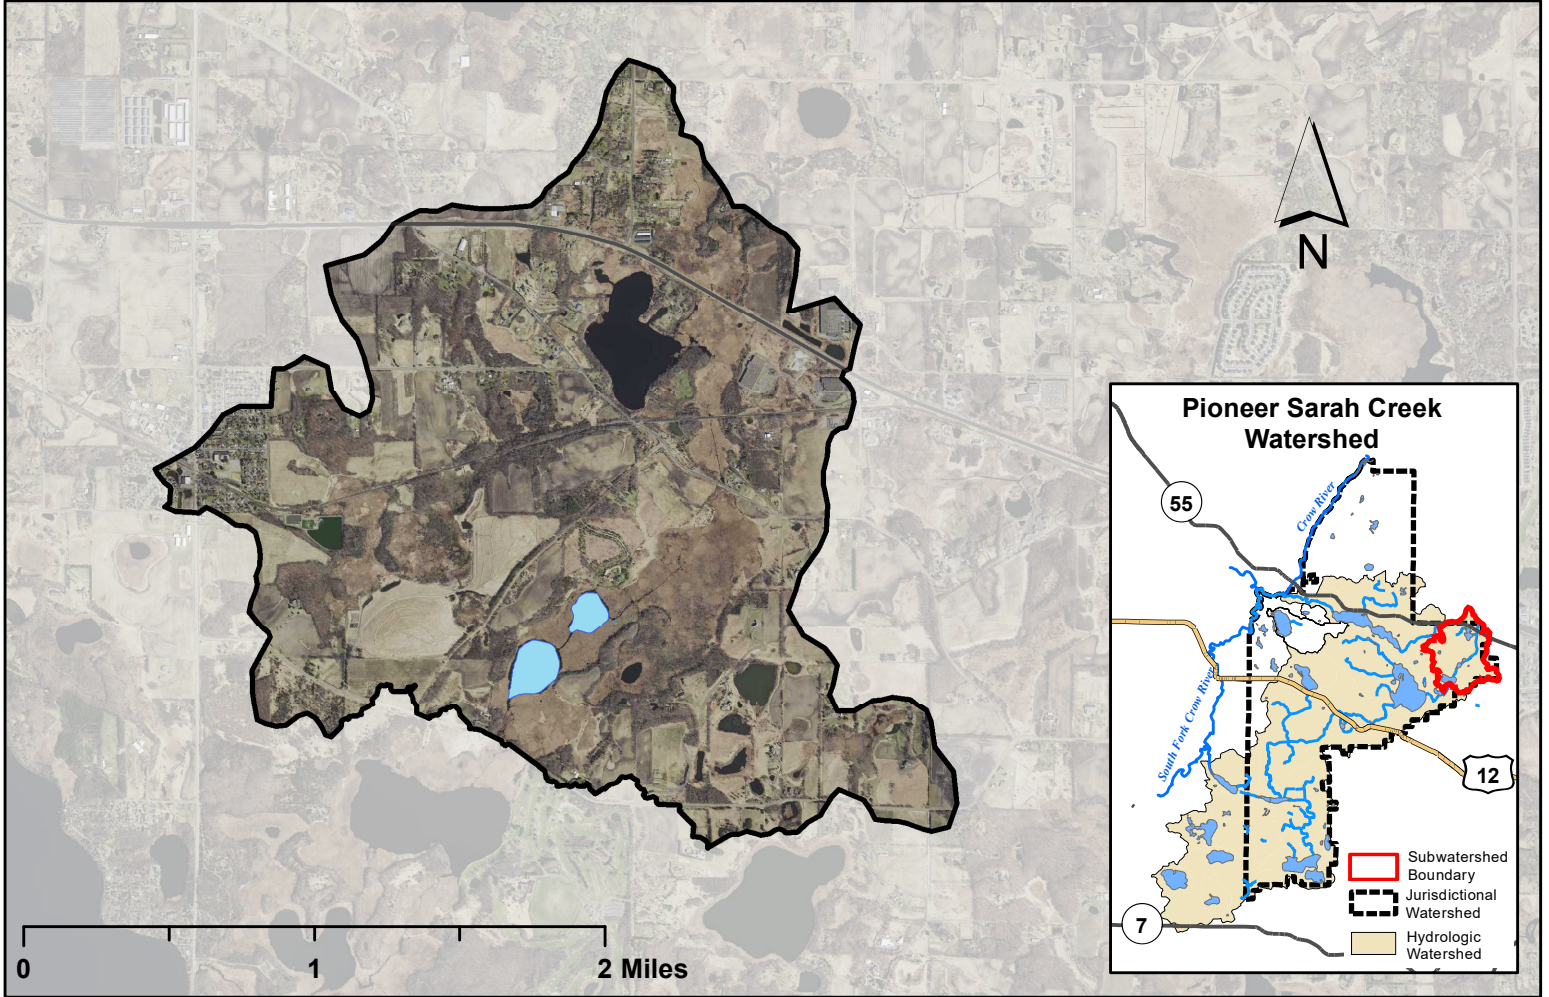 N
Pioneer Sarah Creek
Watershed
55
Crow River
South Fork Crow River
12
7
Subwatershed
Boundary
Jurisdictional
Watershed
Hydrologic
Watershed
0
1
2 Miles